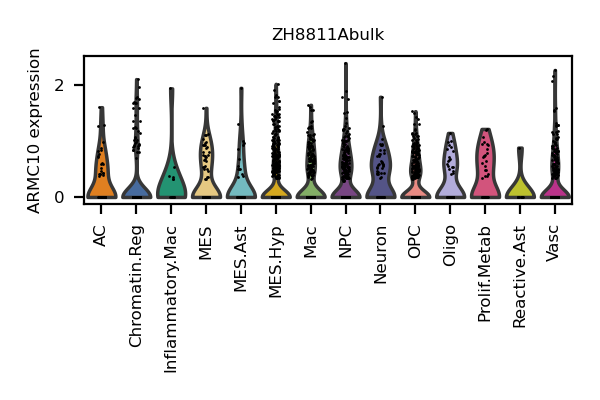 ZH8811Abulk
ARMC10 expression
2
0
AC
Chromatin.Reg
Inflammatory.Mac
MES
MES.Ast
MES.Hyp
Mac
NPC
Neuron
OPC
Oligo
Prolif.Metab
Reactive.Ast
Vasc